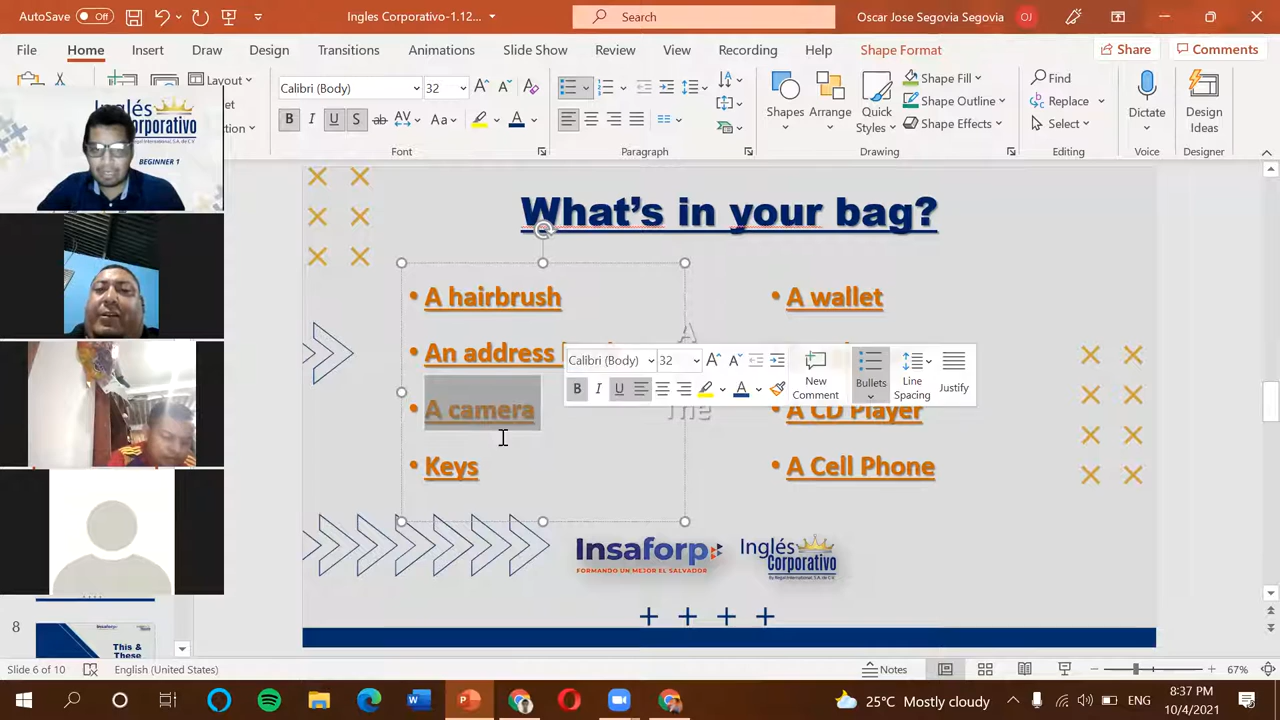 AutoSave Off
Ingles Corporativo-1.12...
Search
Oscar Jose Segovia Segovia OJ
File Home Insert Draw Design Transitions Animations Slide Show Review View Recording Help Shape Format
Share Comments
Layout
Calibri (Body) 32
Shapes Arrange Quick Styles
Shape Fill
Shape Outline
Shape Effects
Find
Replace
Select
Dictate
Design Ideas
Font Paragraph Drawing Editing Voice Designer
Inglés
Corporativo
BEGINNER 1
What's in your bag?
A hairbrush
An address
A camera
Keys
A
The
A wallet
A CD Player
A Cell Phone
Calibri (Body) 32
New Comment
Bullets
Line Spacing
Justify
Insaforp
FORMANDO UN MEJOR EL SALVADOR
Inglés
Corporativo
By Regal International, S.A. de C.V.
8
This &
These
Slide 6 of 10 English (United States) Notes 67%
25°C Mostly cloudy
ENG
8:37 PM
10/4/2021